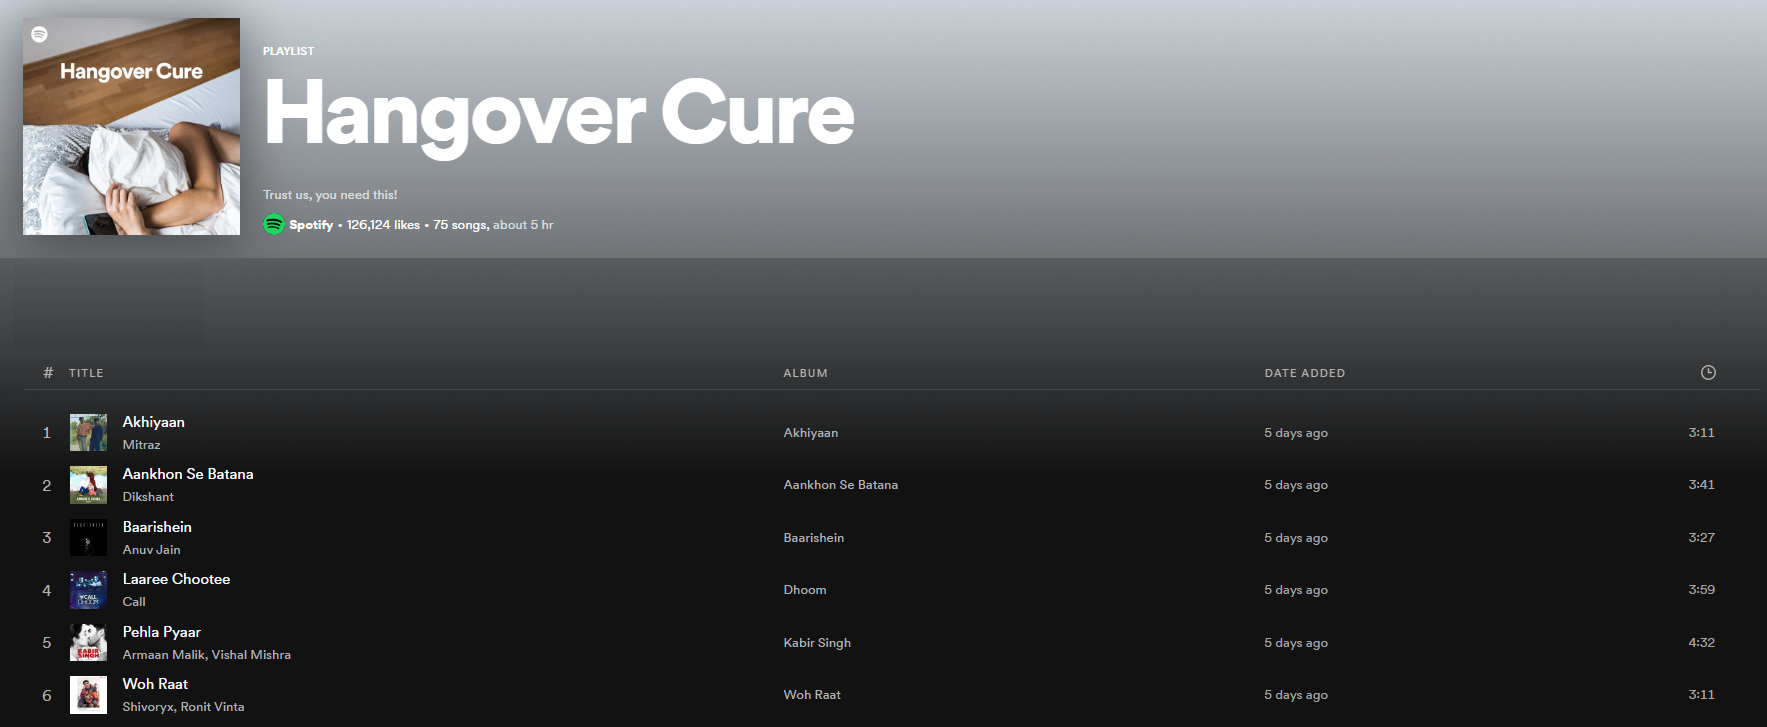 Hangover Cure
PLAYLIST
Hangover Cure
Trust us, you need this!
Spotify • 126,124 likes • 75 songs, about 5 hr
# TITLE ALBUM DATE ADDED
1 Akhiyaan Mitraz Akhiyaan 5 days ago 3:11
2 Aankhon Se Batana Dikshant Aankhon Se Batana 5 days ago 3:41
3 Baarishein Anuv Jain Baarishein 5 days ago 3:27
4 Laaree Chootee Call Dhoom 5 days ago 3:59
5 Pehla Pyaar Armaan Malik, Vishal Mishra Kabir Singh 5 days ago 4:32
6 Woh Raat Shivoryx, Ronit Vinta Woh Raat 5 days ago 3:11